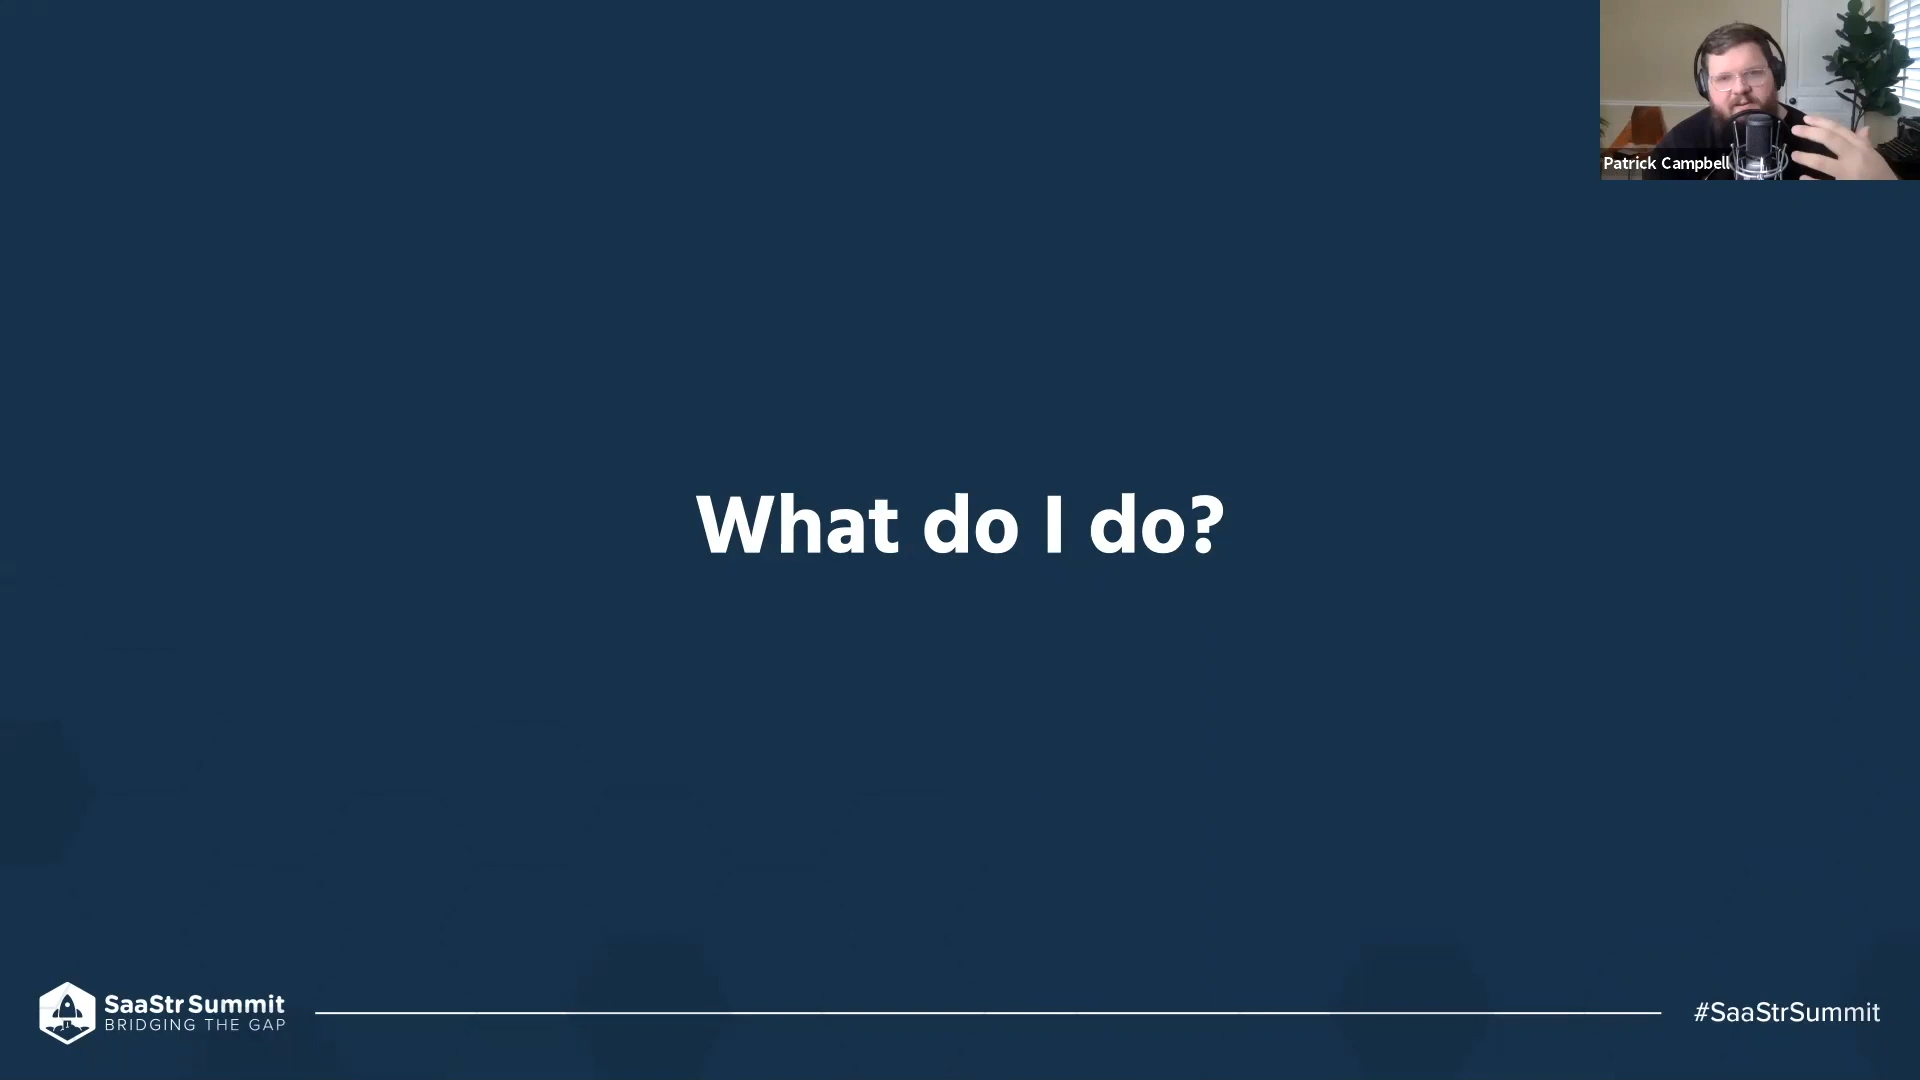 Patrick Campbell
What do I do?
SaaStr Summit
BRIDGING THE GAP
#SaaStrSummit